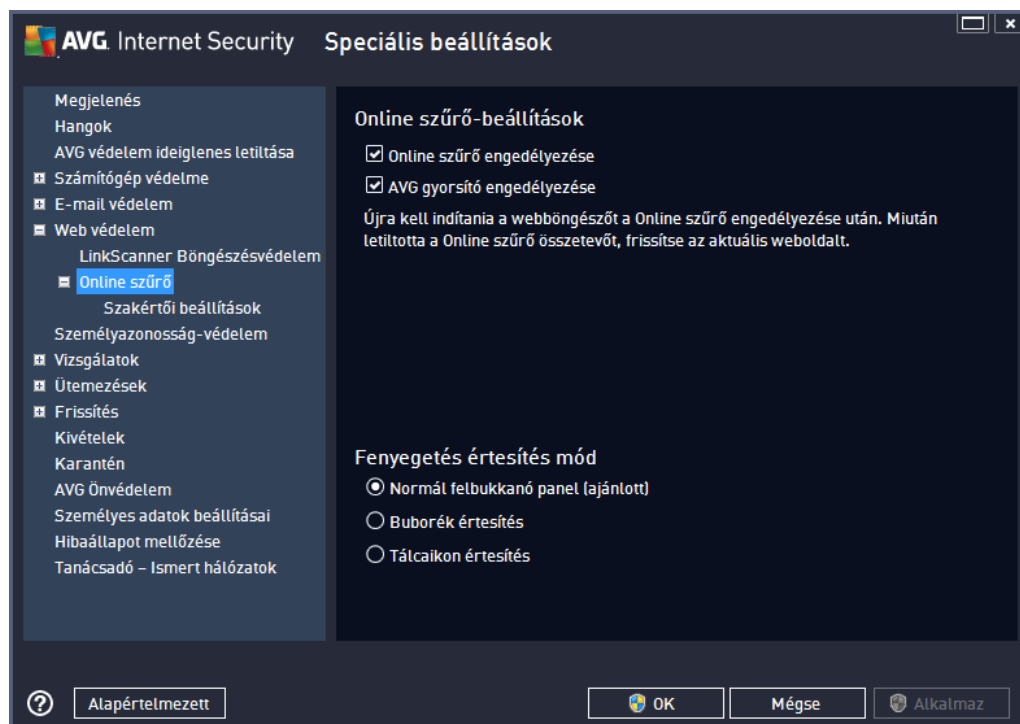 AVG. Internet Security Speciális beállítások
Megjelenés
Hangok
AVG védelem ideiglenes letiltása
Számítógép védelme
E-mail védelem
Web védelem
LinkScanner Böngészésvédelem
Online szűrő
Szakértői beállítások
Személyazonosság-védelem
Vizsgálatok
Ütemezések
Frissítés
Kivételek
Karantén
AVG Önvédelem
Személyes adatok beállításai
Hibaállapot mellőzése
Tanácsadó – Ismert hálózatok
Online szűrő-beállítások
Online szűrő engedélyezése
AVG gyorsító engedélyezése
Újra kell indítania a webböngészőt a Online szűrő engedélyezése után. Miután
letiltotta a Online szűrő összetevőt, frissítse az aktuális weboldalt.
Fenyegetés értesítés mód
Normál felbukkanó panel (ajánlott)
Buborék értesítés
Tálcaikon értesítés
? Alapértelmezett OK Mégse Alkalmaz